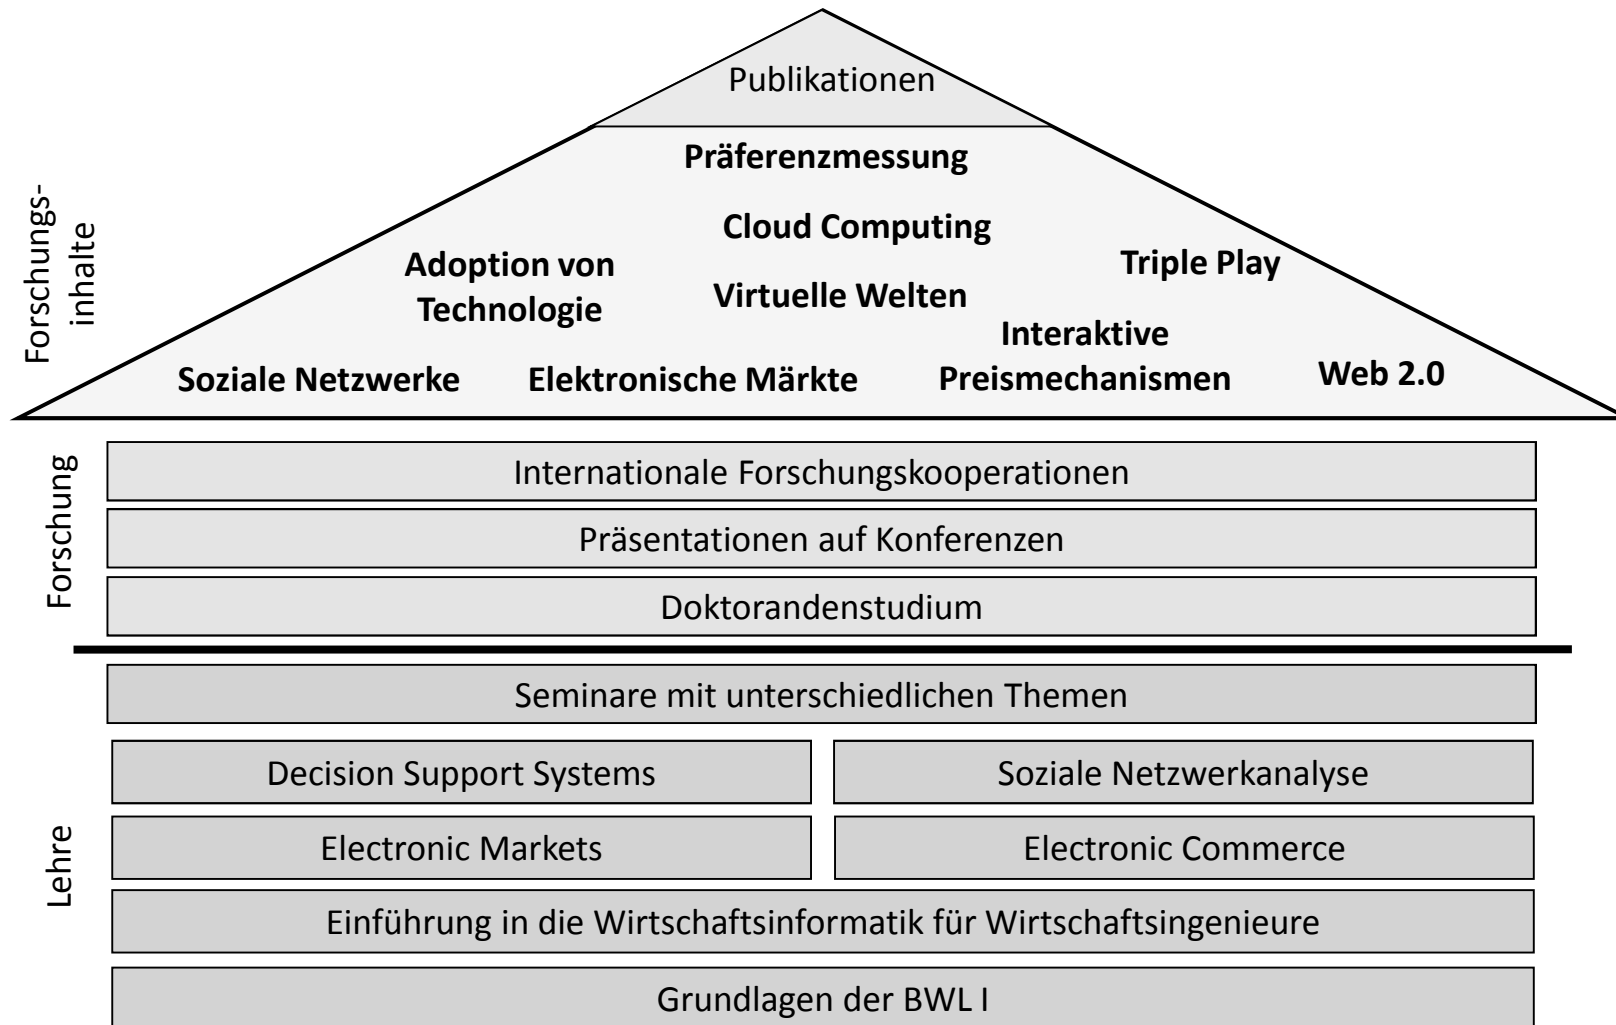 Publikationen
Präferenzmessung
Cloud Computing
Adoption von
Technologie
Triple Play
Virtuelle Welten
Interaktive
Preismechanismen
Soziale Netzwerke
Elektronische Märkte
Web 2.0
Forschungs-
inhalte
Forschung
Internationale Forschungskooperationen
Präsentationen auf Konferenzen
Doktorandenstudium
Lehre
Seminare mit unterschiedlichen Themen
Decision Support Systems
Soziale Netzwerkanalyse
Electronic Markets
Electronic Commerce
Einführung in die Wirtschaftsinformatik für Wirtschaftsingenieure
Grundlagen der BWL I